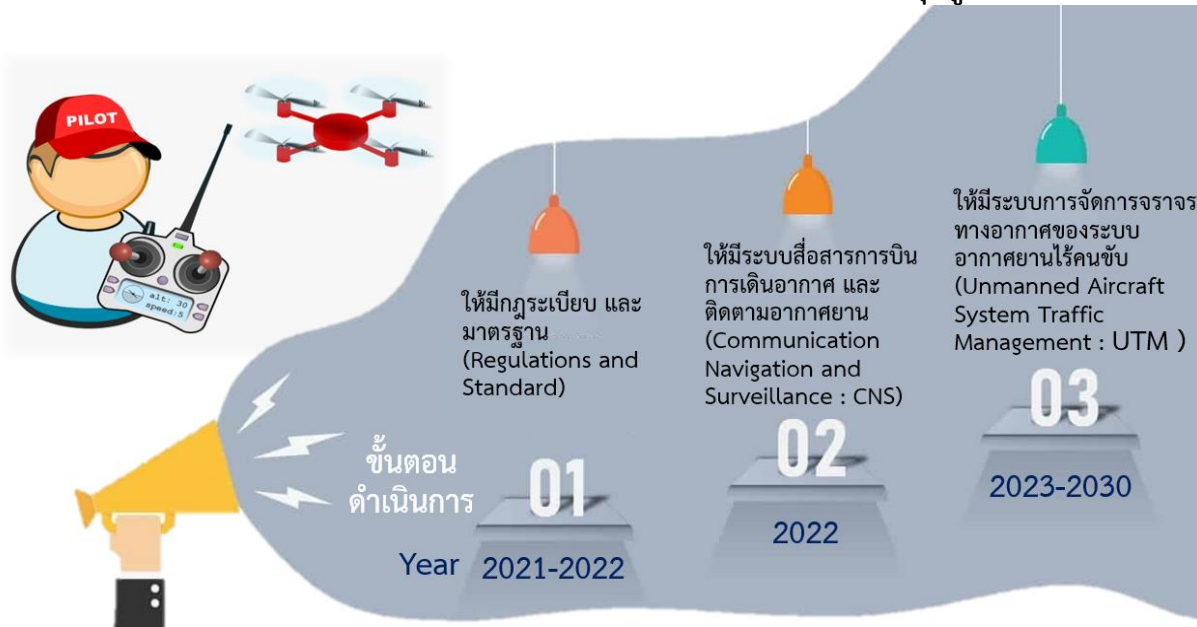 PILOT
alt: 30
speed:5
ให้มีกฎระเบียบ และ
มาตรฐาน
(Regulations and
Standard)
ให้มีระบบสื่อสารการบิน
การเดินอากาศ และ
ติดตามอากาศยาน
(Communication
Navigation and
Surveillance : CNS)
ให้มีระบบการจัดการจราจร
ทางอากาศของระบบ
อากาศยานไร้คนขับ
(Unmanned Aircraft
System Traffic
Management : UTM )
ขั้นตอน
ดำเนินการ
01
02
03
Year 2021-2022
2022
2023-2030